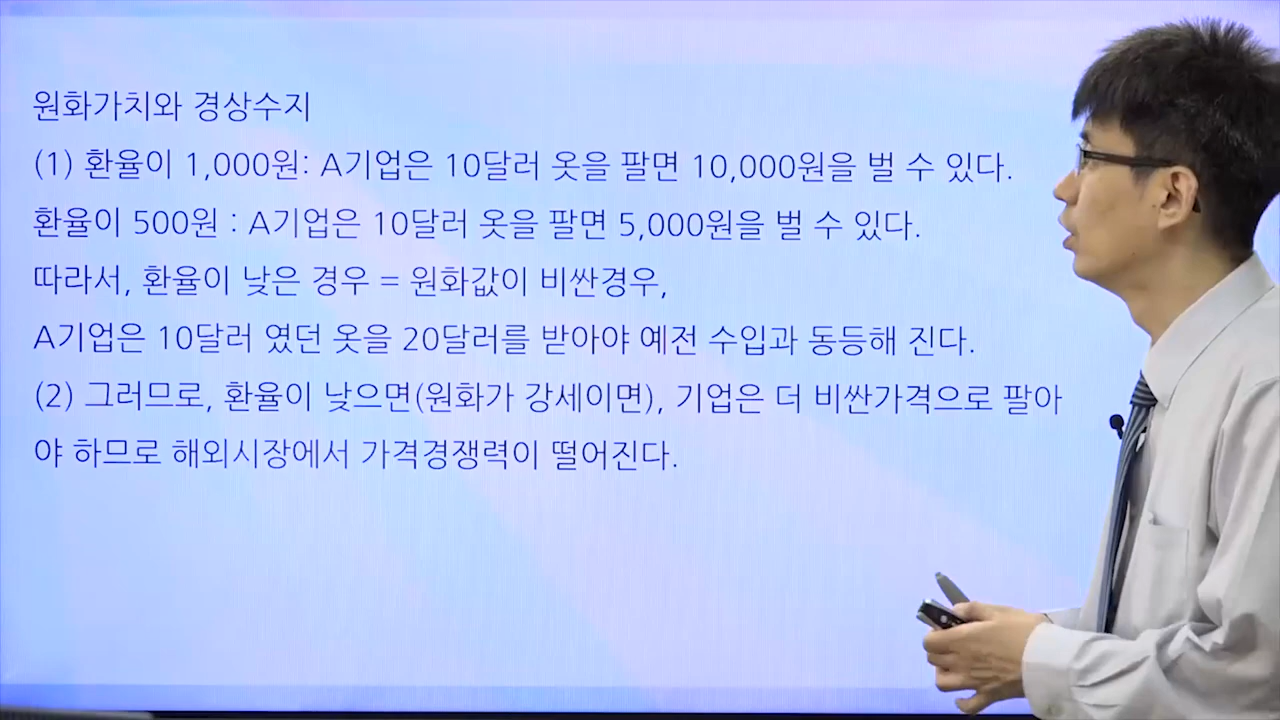 원화가치와 경상수지
(1) 환율이 1,000원: A기업은 10달러 옷을 팔면 10,000원을 벌 수 있다.
환율이 500원 : A기업은 10달러 옷을 팔면 5,000원을 벌 수 있다.
따라서, 환율이 낮은 경우 = 원화값이 비싼경우,
A기업은 10달러 였던 옷을 20달러를 받아야 예전 수입과 동등해 진다.
(2) 그러므로, 환율이 낮으면(원화가 강세이면), 기업은 더 비싼가격으로 팔아
야 하므로 해외시장에서 가격경쟁력이 떨어진다.